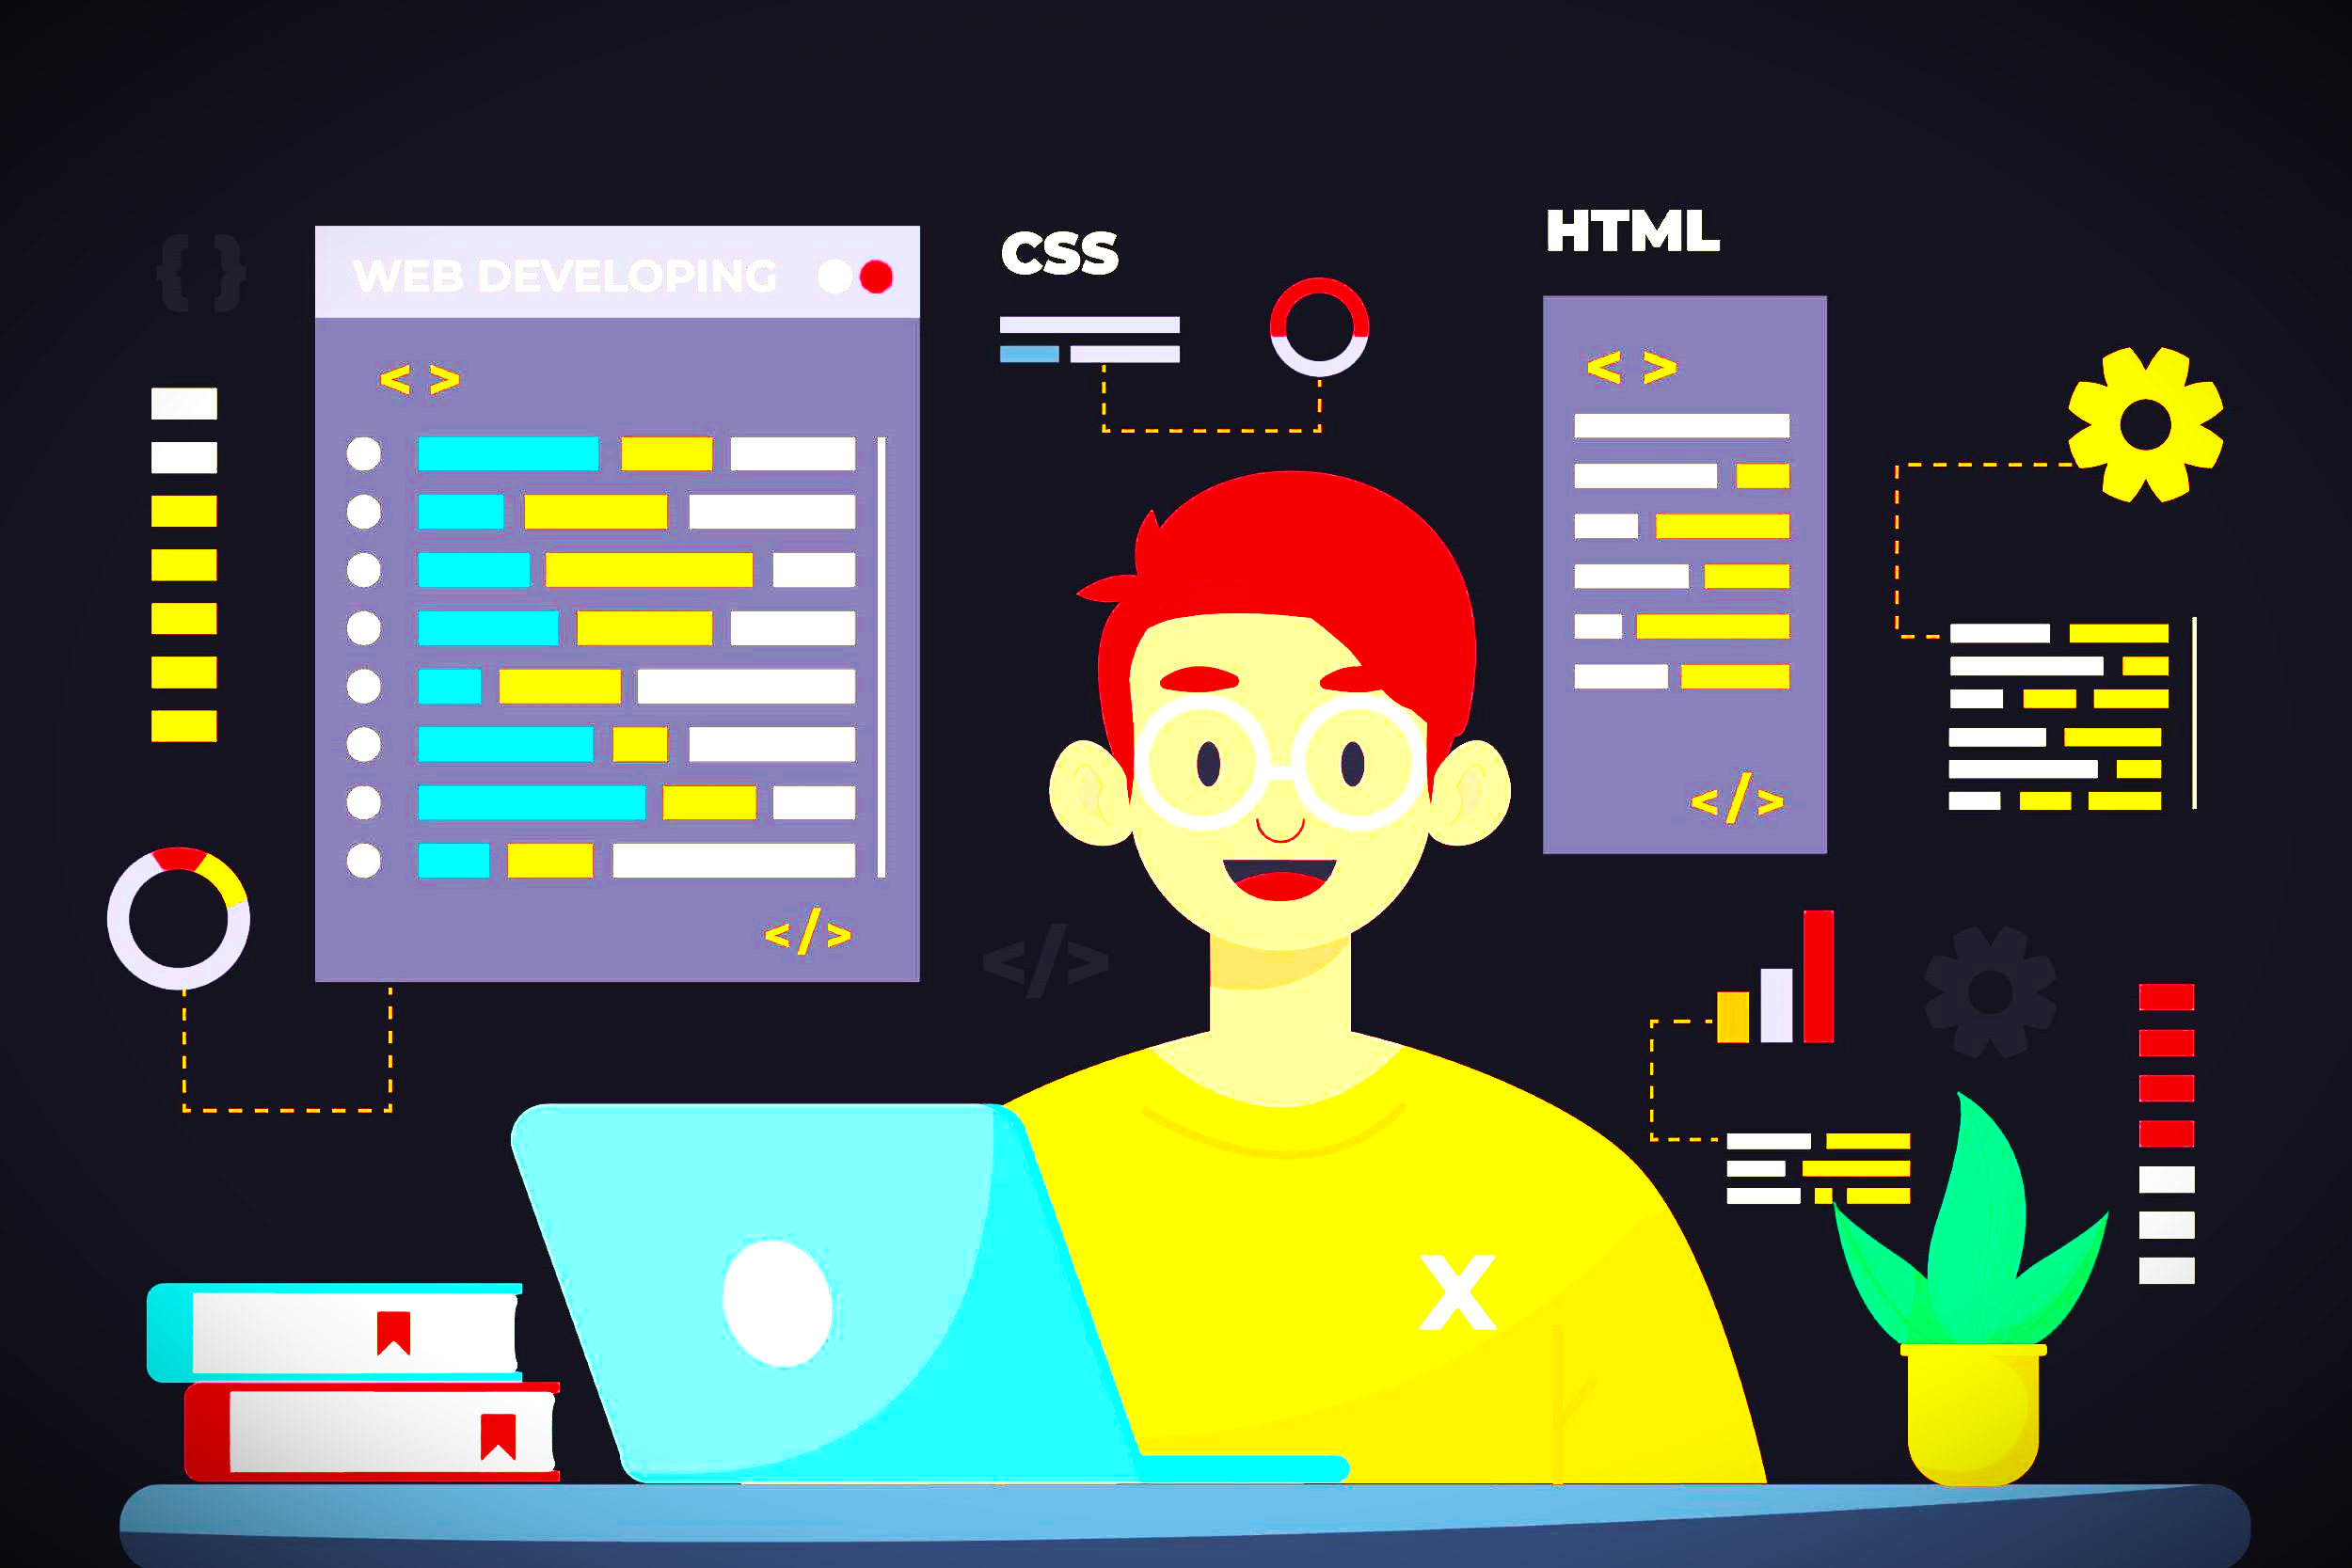 { }
WEB DEVELOPING
CSS
HTML
< >
< >
</>
</>
</>
X